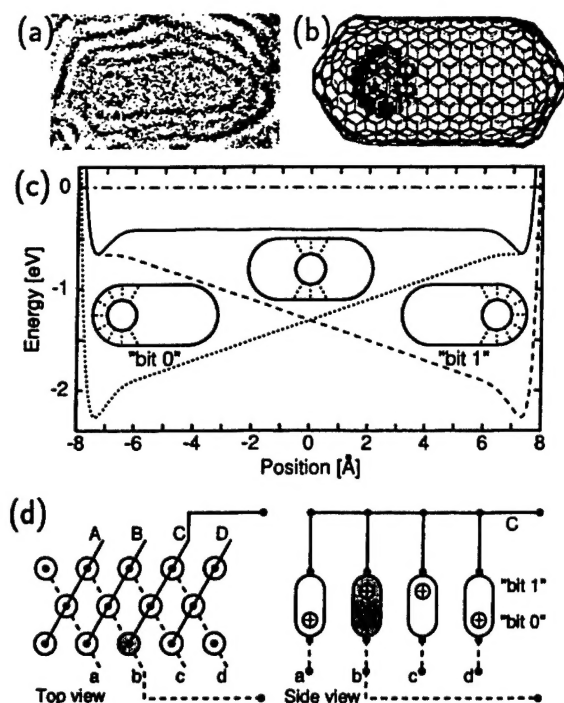 (a)
(b)
(c)
0
-1
-2
Energy [eV]
"bit 0"
"bit 1"
-8 -6 -4 -2 0 2 4 6 8
Position [Å]
(d)
A B C D
a b c d
Top view
C
"bit 1"
"bit 0"
a b c d
Side view